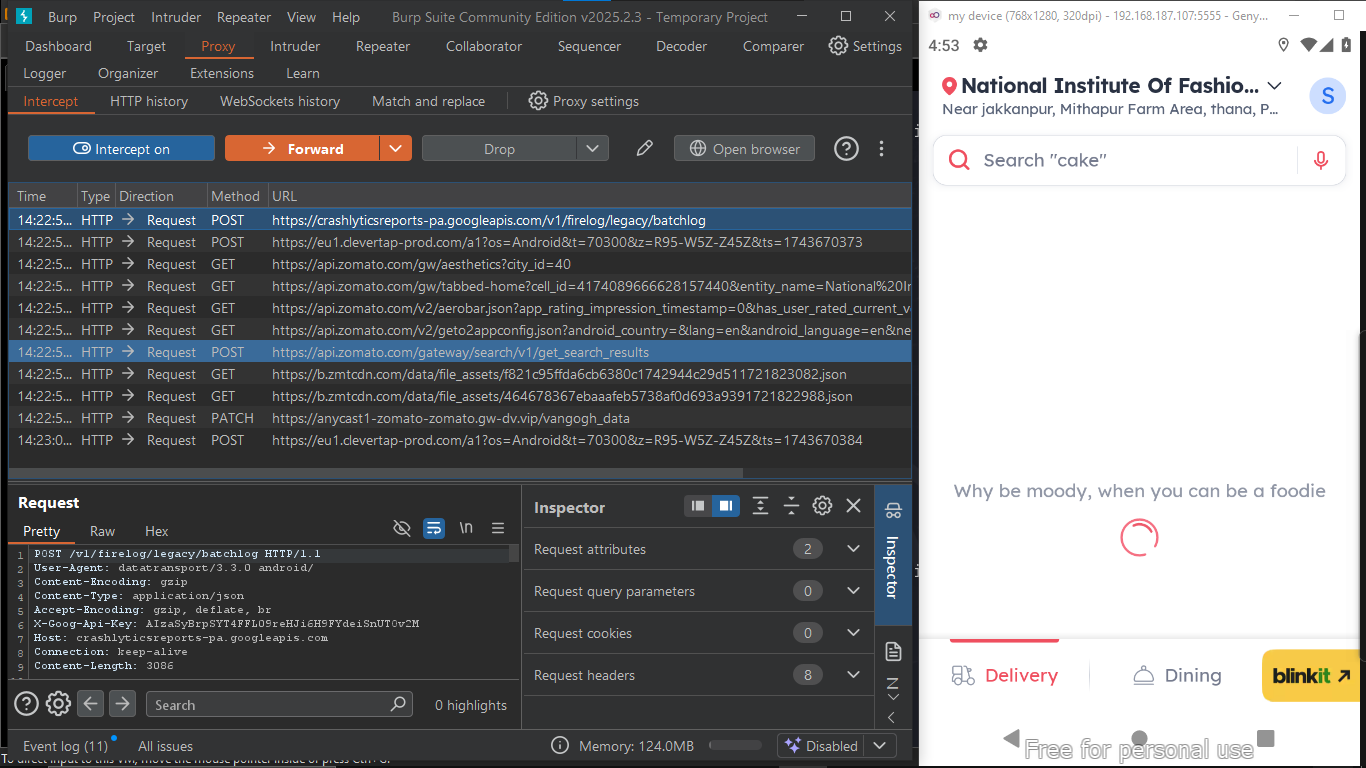 Burp Project Intruder Repeater View Help Burp Suite Community Edition v2025.2.3 - Temporary Project
Dashboard Target Proxy Intruder Repeater Collaborator Sequencer Decoder Comparer Settings
Logger Organizer Extensions Learn
Intercept HTTP history WebSockets history Match and replace Proxy settings
Intercept on Forward Drop Open browser
Time Type Direction Method URL
14:22:5... HTTP Request POST https://crashlyticsreports-pa.googleapis.com/v1/firelog/legacy/batchlog
14:22:5... HTTP Request POST https://eu1.clevertap-prod.com/a1?os=Android&t=70300&z=R95-W5Z-Z45Z&ts=1743670373
14:22:5... HTTP Request GET https://api.zomato.com/gw/aesthetics?city_id=40
14:22:5... HTTP Request GET https://api.zomato.com/gw/tabbed-home?cell_id=4174089666628157440&entity_name=National%20In
14:22:5... HTTP Request GET https://api.zomato.com/v2/aerobar.json?app_rating_impression_timestamp=0&has_user_rated_current_v
14:22:5... HTTP Request GET https://api.zomato.com/v2/geto2appconfig.json?android_country=&lang=en&android_language=en&ne
14:22:5... HTTP Request POST https://api.zomato.com/gateway/search/v1/get_search_results
14:22:5... HTTP Request GET https://b.zmtcdn.com/data/file_assets/f821c95ffda6cb6380c1742944c29d511721823082.json
14:22:5... HTTP Request GET https://b.zmtcdn.com/data/file_assets/464678367ebaaafeb5738af0d693a9391721822988.json
14:22:5... HTTP Request PATCH https://anycast1-zomato-zomato.gw-dv.vip/vangogh_data
14:23:0... HTTP Request POST https://eu1.clevertap-prod.com/a1?os=Android&t=70300&z=R95-W5Z-Z45Z&ts=1743670384
Request
Pretty Raw Hex \n
1 POST /v1/firelog/legacy/batchlog HTTP/1.1
2 User-Agent: datatransport/3.3.0 android/
3 Content-Encoding: gzip
4 Content-Type: application/json
5 Accept-Encoding: gzip, deflate, br
6 X-Goog-Api-Key: AIzaSyBrpSYT4FFLO9reHJi6H9FYdeiSnUT0v2M
7 Host: crashlyticsreports-pa.googleapis.com
8 Connection: keep-alive
9 Content-Length: 3086
Search 0 highlights
Inspector
Request attributes 2
Request query parameters 0
Request cookies 0
Request headers 8
Inspector
Event log (11) All issues Memory: 124.0MB Disabled
my device (768x1280, 320dpi) - 192.168.187.107:5555 - Geny...
4:53
National Institute Of Fashio...
Near jakkanpur, Mithapur Farm Area, thana, P...
S
Search "cake"
Why be moody, when you can be a foodie
Delivery Dining blinkit
Free for personal use